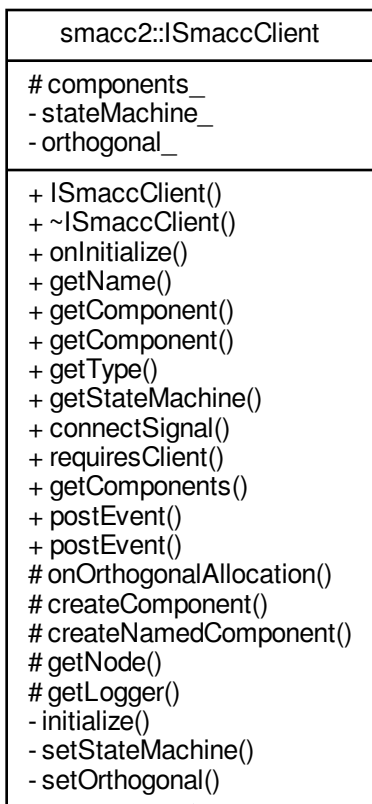 smacc2::ISmaccClient
# components_
- stateMachine_
- orthogonal_
+ ISmaccClient()
+ ~ISmaccClient()
+ onInitialize()
+ getName()
+ getComponent()
+ getComponent()
+ getType()
+ getStateMachine()
+ connectSignal()
+ requiresClient()
+ getComponents()
+ postEvent()
+ postEvent()
# onOrthogonalAllocation()
# createComponent()
# createNamedComponent()
# getNode()
# getLogger()
- initialize()
- setStateMachine()
- setOrthogonal()